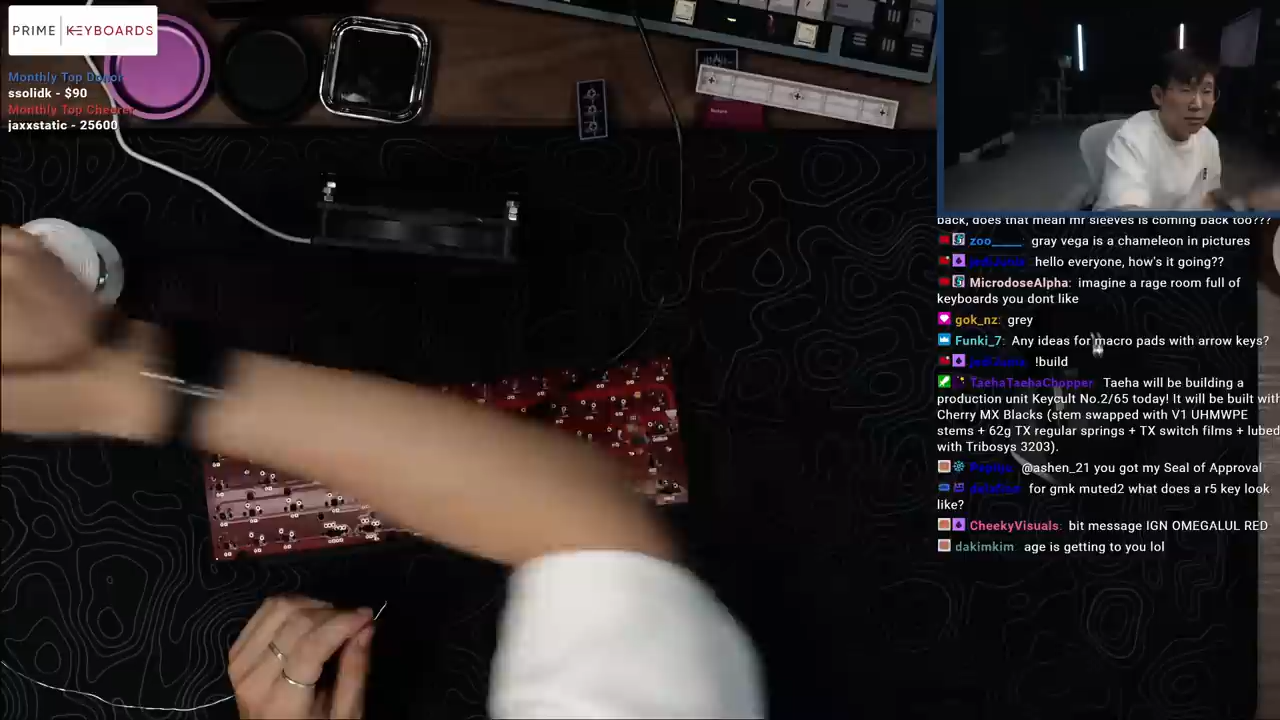 PRIME | KEYBOARDS
Monthly Top Donor
ssolidk - $90
Monthly Top Cheerer
jaxxstatic - 25600
back, does that mean mr sleeves is coming back too???
zoo_____: gray vega is a chameleon in pictures
hello everyone, how's it going??
MicrodoseAlpha: imagine a rage room full of
keyboards you dont like
gok_nz: grey
Funki_7: Any ideas for macro pads with arrow keys?
!build
TaehaTaehaChopper: Taeha will be building a
production unit Keycult No.2/65 today! It will be built with
Cherry MX Blacks (stem swapped with V1 UHMWPE
stems + 62g TX regular springs + TX switch films + lubed
with Tribosys 3203).
@ashen_21 you got my Seal of Approval
for gmk muted2 what does a r5 key look
like?
CheekyVisuals: bit message IGN OMEGALUL RED
dakimkim: age is getting to you lol